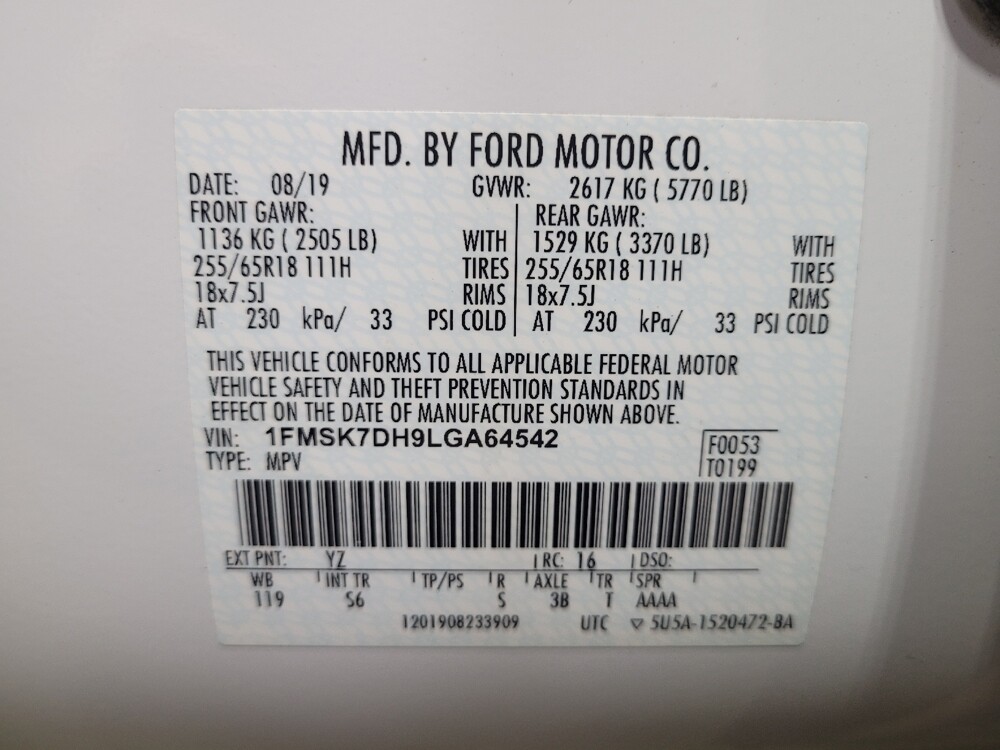 MFD. BY FORD MOTOR CO.
DATE: 08/19 GVWR: 2617 KG ( 5770 LB)
FRONT GAWR: REAR GAWR:
1136 KG ( 2505 LB) WITH 1529 KG ( 3370 LB) WITH
255/65R18 111H TIRES 255/65R18 111H TIRES
18x7.5J RIMS 18x7.5J RIMS
AT 230 kPa/ 33 PSI COLD AT 230 kPa/ 33 PSI COLD
THIS VEHICLE CONFORMS TO ALL APPLICABLE FEDERAL MOTOR
VEHICLE SAFETY AND THEFT PREVENTION STANDARDS IN
EFFECT ON THE DATE OF MANUFACTURE SHOWN ABOVE.
VIN: 1FMSK7DH9LGA64542 F0053
TYPE: MPV T0199
EXT PNT: YZ RC: 16 DSO:
WB INT TR TP/PS R AXLE TR SPR
119 S6 S 3B T AAAA
1201908233909 UTC ▽ 5U5A-1520472-BA